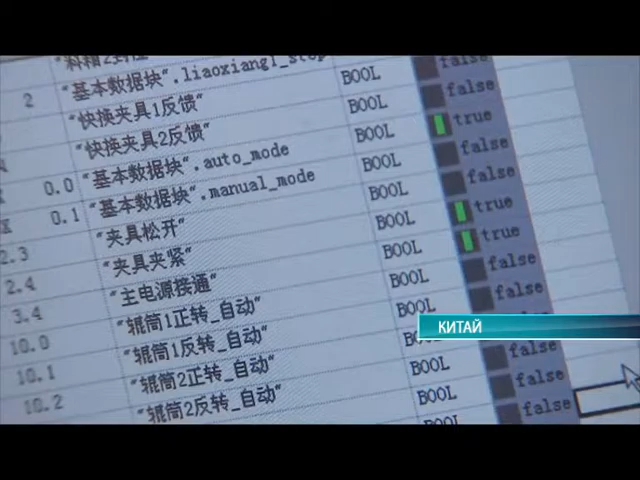 BOOL false
2 "基本数据块".liaoxiang1_stop BOOL false
"快换夹具1反馈" BOOL true
"快换夹具2反馈" BOOL false
0.0 "基本数据块".auto_mode BOOL false
0.1 "基本数据块".manual_mode BOOL true
2.3 "夹具松开" BOOL true
2.4 "夹具夹紧" BOOL false
3.4 "主电源接通" BOOL false
10.0 "辊筒1正转_自动"
10.1 "辊筒1反转_自动" BOOL false
10.2 "辊筒2正转_自动" BOOL false
"辊筒2反转_自动" false
КИТАЙ